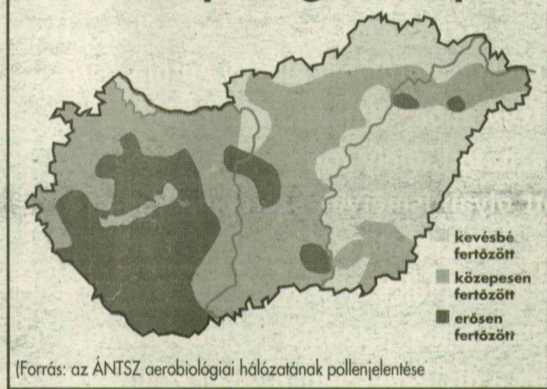 kevésbé
fertőzött
közepesen
fertőzött
erősen
fertőzött
(Forrás: az ÁNTSZ aerobiológiai hálózatának pollenjelentése